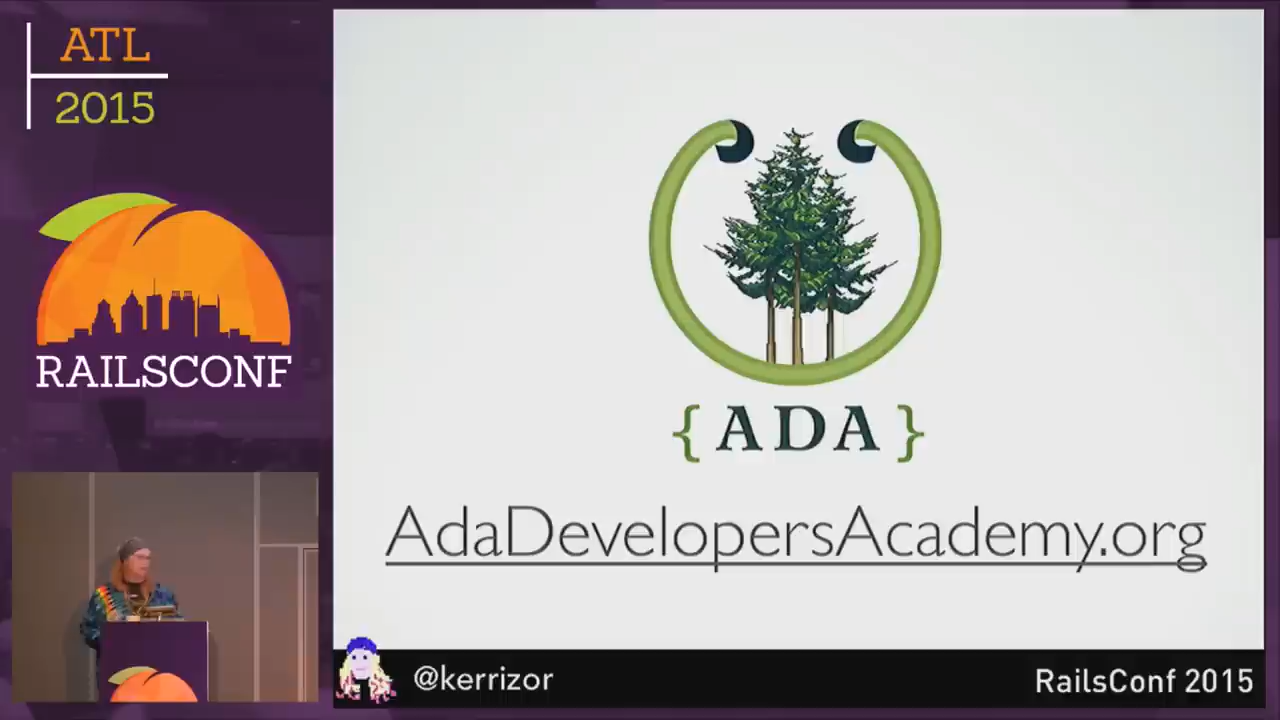 ATL
2015
RAILSCONF
{ADA}
AdaDevelopersAcademy.org
@kerrizor
RailsConf 2015